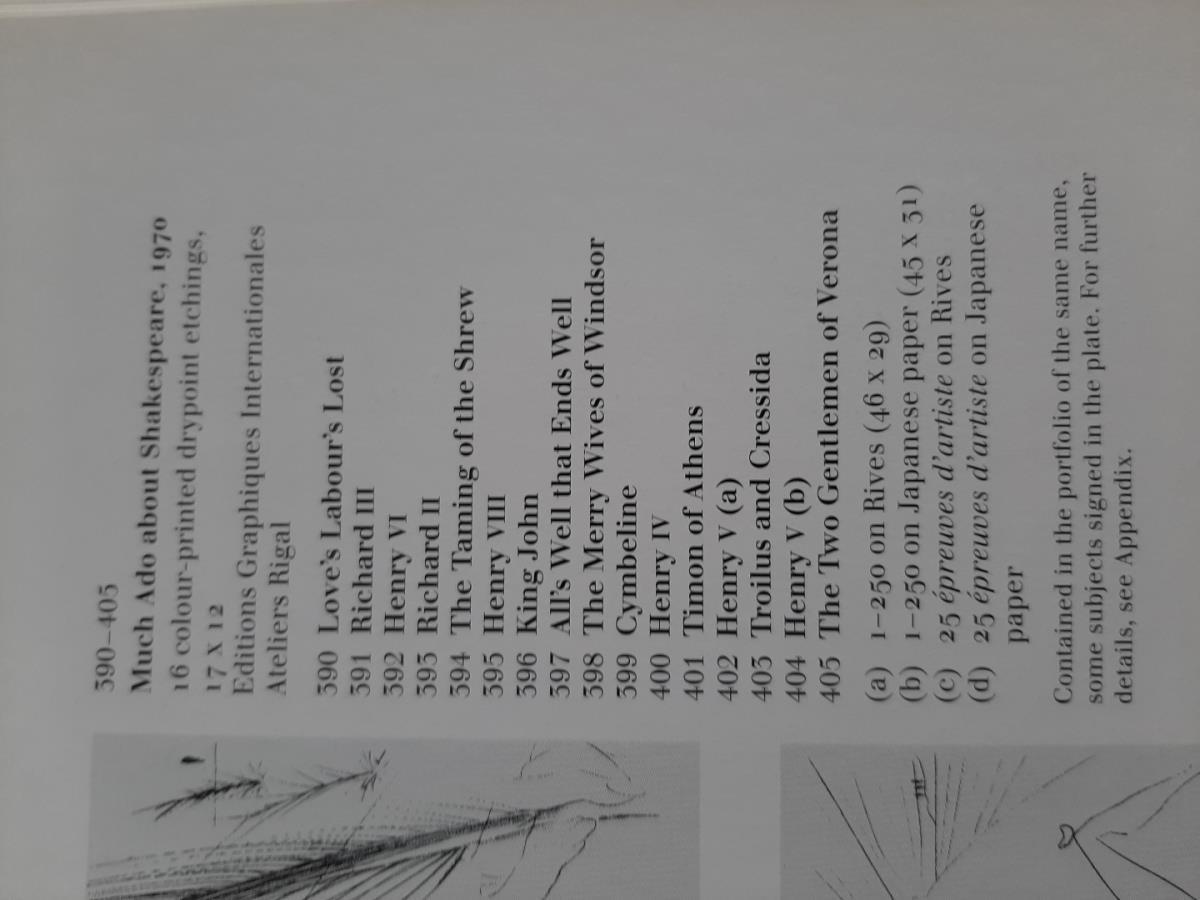 390–405
Much Ado about Shakespeare, 1970
16 colour-printed drypoint etchings,
17 x 12
Editions Graphiques Internationales
Ateliers Rigal
390 Love's Labour's Lost
391 Richard III
392 Henry VI
393 Richard II
394 The Taming of the Shrew
395 Henry VIII
396 King John
397 All's Well that Ends Well
398 The Merry Wives of Windsor
399 Cymbeline
400 Henry IV
401 Timon of Athens
402 Henry V (a)
403 Troilus and Cressida
404 Henry V (b)
405 The Two Gentlemen of Verona
(a) 1–250 on Rives (46 x 29)
(b) 1–250 on Japanese paper (45 x 31)
(c) 25 épreuves d'artiste on Rives
(d) 25 épreuves d'artiste on Japanese
paper
Contained in the portfolio of the same name,
some subjects signed in the plate. For further
details, see Appendix.